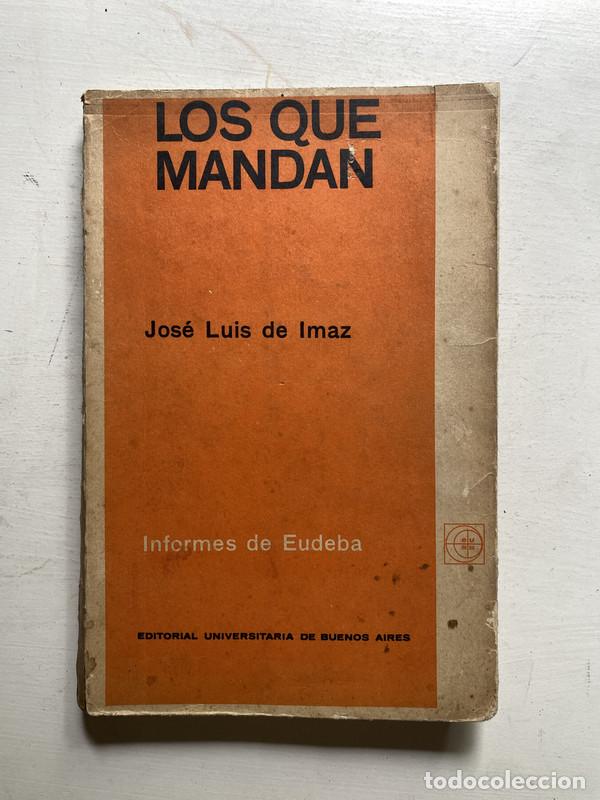 LOS QUE
MANDAN
José Luis de Imaz
Informes de Eudeba
EDITORIAL UNIVERSITARIA DE BUENOS AIRES
todocoleccion